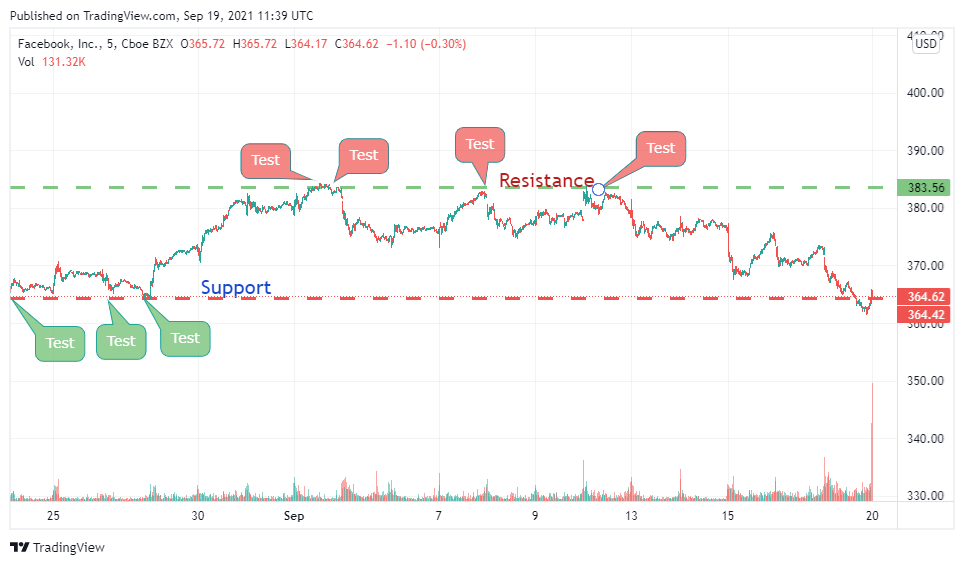 Published on TradingView.com, Sep 19, 2021 11:39 UTC
Facebook, Inc., 5, Cboe BZX O365.72 H365.72 L364.17 C364.62 −1.10 (−0.30%)
Vol 131.32K
USD
400.00
390.00
383.56
380.00
370.00
364.62
364.42
360.00
350.00
340.00
330.00
Test
Test
Test
Test
Resistance
Support
Test
Test
Test
25
30
Sep
7
9
13
15
20
TradingView